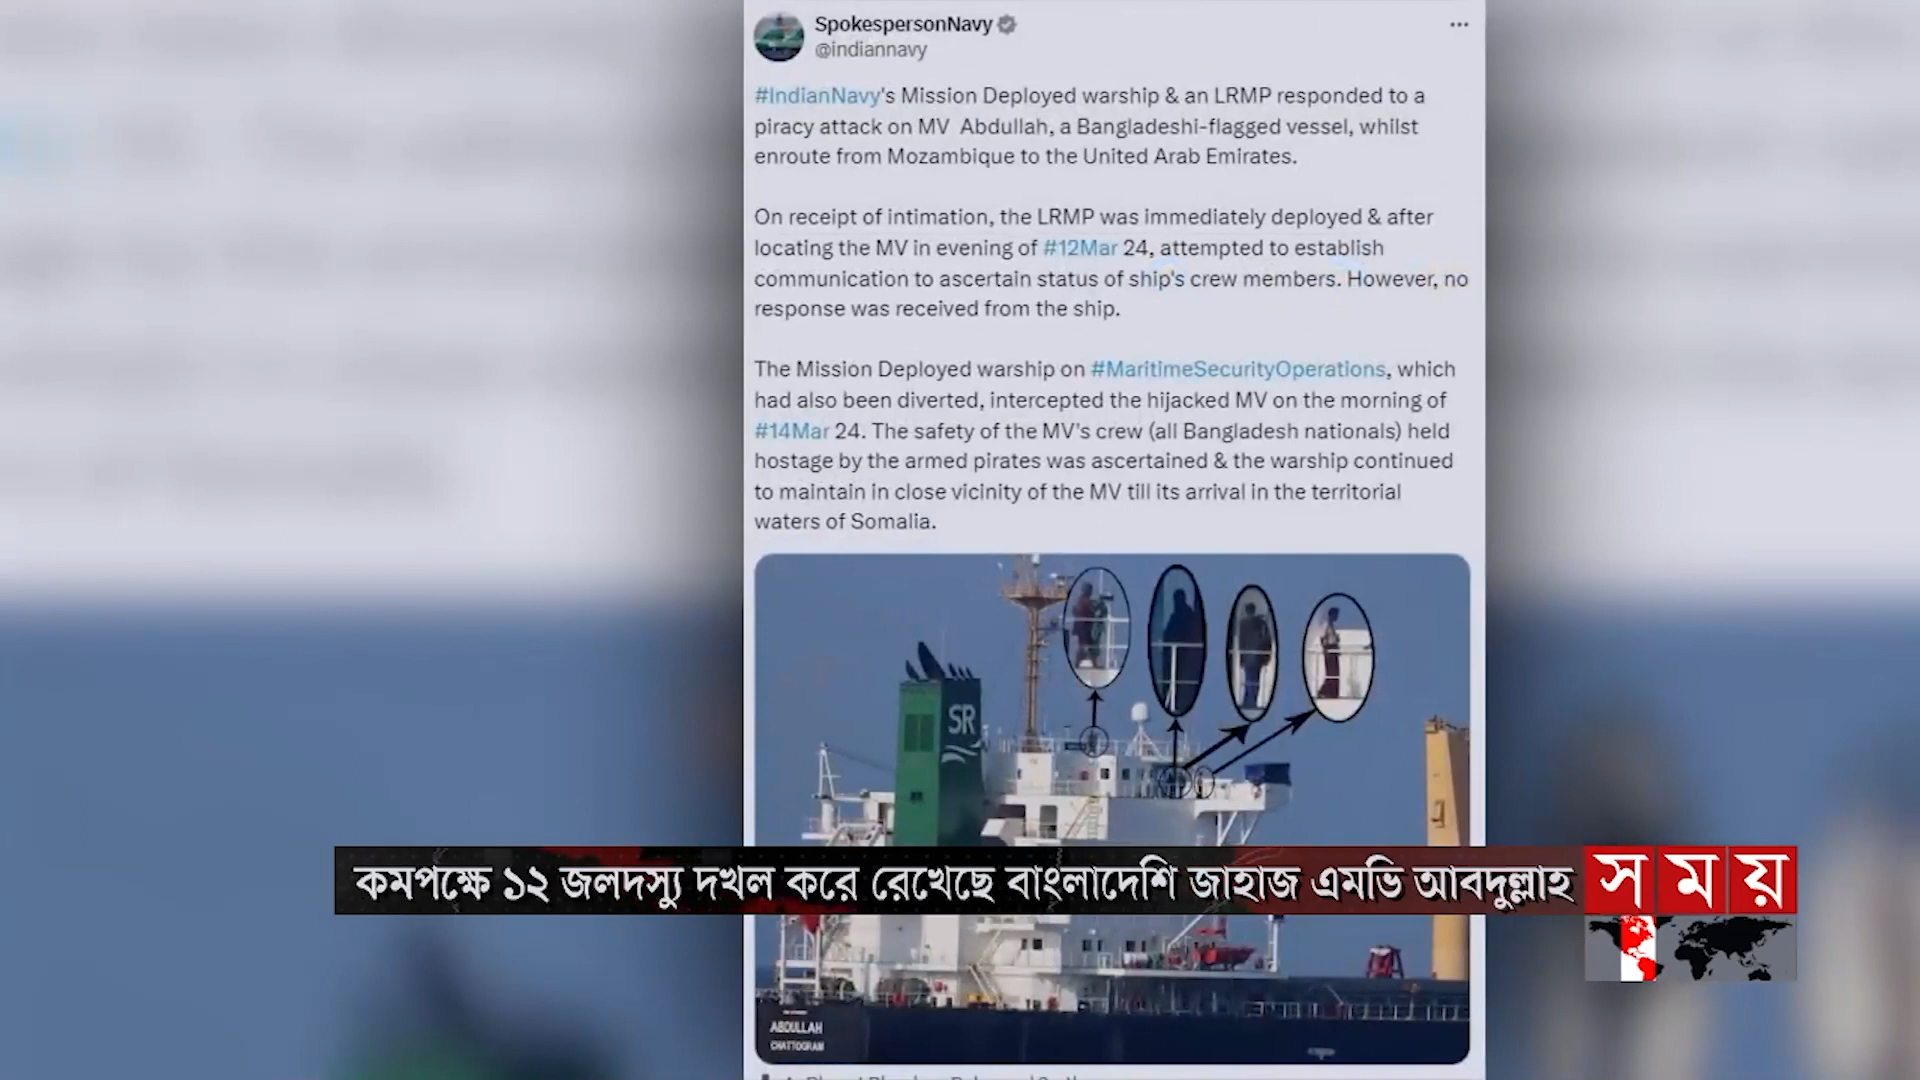 SpokespersonNavy
@indiannavy
#IndianNavy's Mission Deployed warship & an LRMP responded to a
piracy attack on MV Abdullah, a Bangladeshi-flagged vessel, whilst
enroute from Mozambique to the United Arab Emirates.
On receipt of intimation, the LRMP was immediately deployed & after
locating the MV in evening of #12Mar 24, attempted to establish
communication to ascertain status of ship's crew members. However, no
response was received from the ship.
The Mission Deployed warship on #MaritimeSecurityOperations, which
had also been diverted, intercepted the hijacked MV on the morning of
#14Mar 24. The safety of the MV's crew (all Bangladesh nationals) held
hostage by the armed pirates was ascertained & the warship continued
to maintain in close vicinity of the MV till its arrival in the territorial
waters of Somalia.
SR
কমপক্ষে ১২ জলদস্যু দখল করে রেখেছে বাংলাদেশি জাহাজ এমভি আবদুল্লাহ
সময়
ABDULLAH
CHATTOGRAM